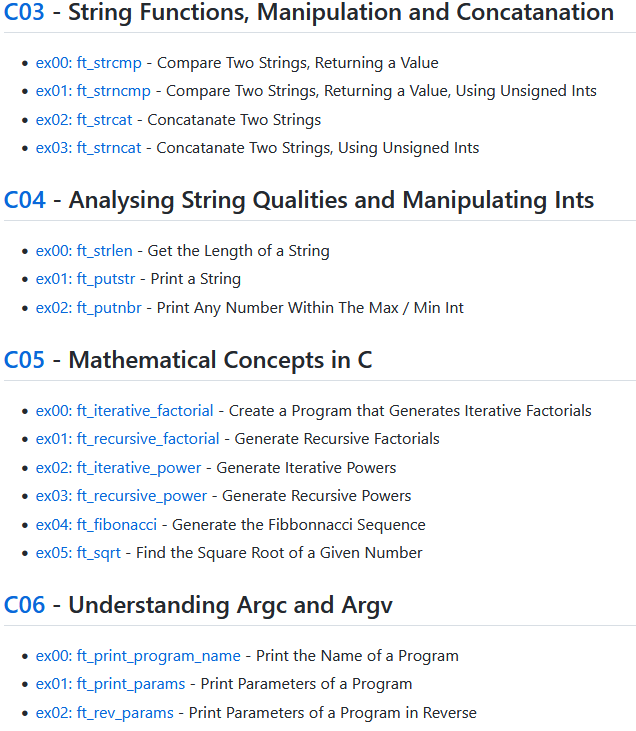 C03 - String Functions, Manipulation and Concatanation
ex00: ft_strcmp - Compare Two Strings, Returning a Value
ex01: ft_strncmp - Compare Two Strings, Returning a Value, Using Unsigned Ints
ex02: ft_strcat - Concatanate Two Strings
ex03: ft_strncat - Concatanate Two Strings, Using Unsigned Ints
C04 - Analysing String Qualities and Manipulating Ints
ex00: ft_strlen - Get the Length of a String
ex01: ft_putstr - Print a String
ex02: ft_putnbr - Print Any Number Within The Max / Min Int
C05 - Mathematical Concepts in C
ex00: ft_iterative_factorial - Create a Program that Generates Iterative Factorials
ex01: ft_recursive_factorial - Generate Recursive Factorials
ex02: ft_iterative_power - Generate Iterative Powers
ex03: ft_recursive_power - Generate Recursive Powers
ex04: ft_fibonacci - Generate the Fibbonnacci Sequence
ex05: ft_sqrt - Find the Square Root of a Given Number
C06 - Understanding Argc and Argv
ex00: ft_print_program_name - Print the Name of a Program
ex01: ft_print_params - Print Parameters of a Program
ex02: ft_rev_params - Print Parameters of a Program in Reverse